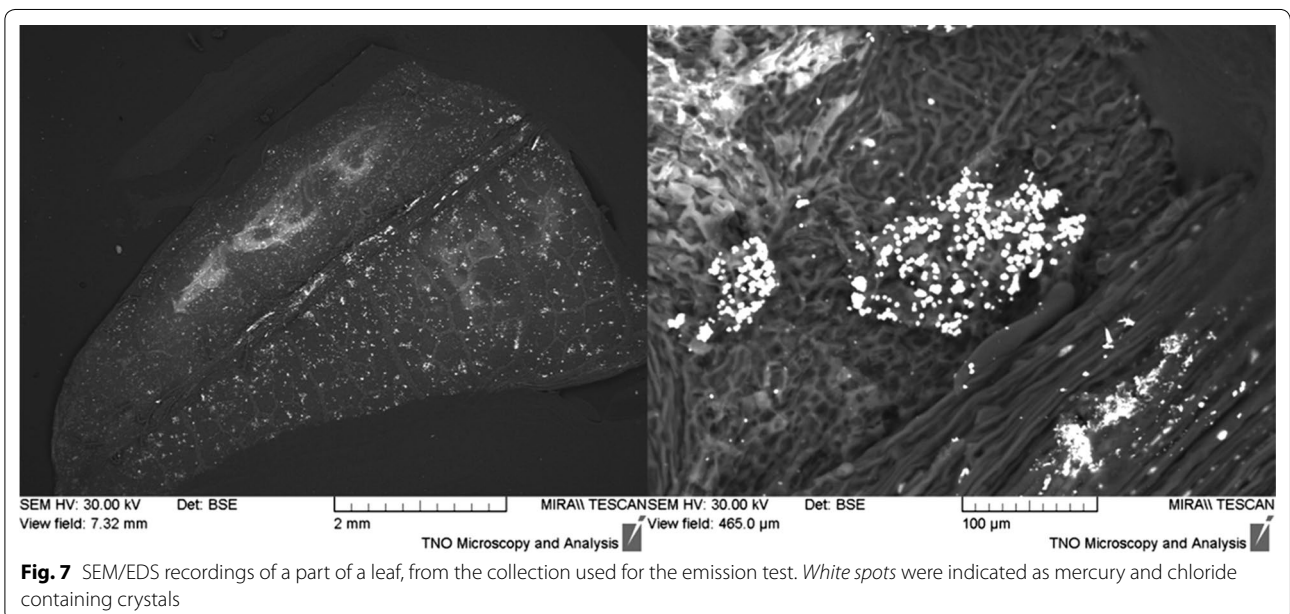 SEM HV: 30.00 kV Det: BSE MIRA\\ TESCAN
View field: 7.32 mm 2 mm
TNO Microscopy and Analysis
SEM HV: 30.00 kV Det: BSE MIRA\\ TESCAN
View field: 465.0 µm 100 µm
TNO Microscopy and Analysis
Fig. 7 SEM/EDS recordings of a part of a leaf, from the collection used for the emission test. White spots were indicated as mercury and chloride
containing crystals